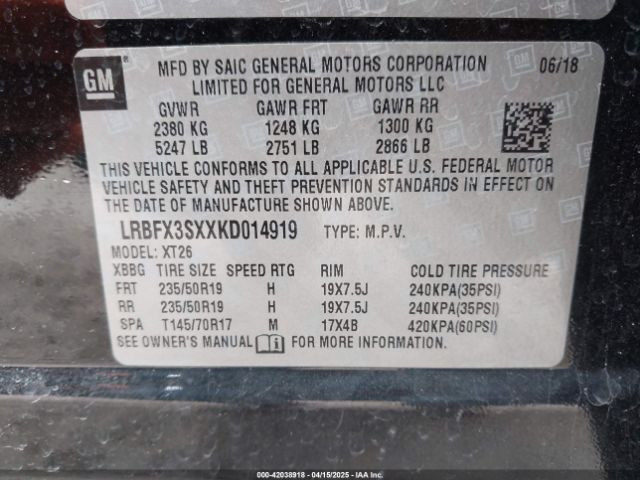 GM
MFD BY SAIC GENERAL MOTORS CORPORATION 06/18
LIMITED FOR GENERAL MOTORS LLC
GVWR GAWR FRT GAWR RR
2380 KG 1248 KG 1300 KG
5247 LB 2751 LB 2866 LB
THIS VEHICLE CONFORMS TO ALL APPLICABLE U.S. FEDERAL MOTOR
VEHICLE SAFETY AND THEFT PREVENTION STANDARDS IN EFFECT ON
THE DATE OF MANUFACTURE SHOWN ABOVE.
LRBFX3SXXKD014919 TYPE: M.P.V.
MODEL: XT26
XBBG TIRE SIZE SPEED RTG RIM COLD TIRE PRESSURE
FRT 235/50R19 H 19X7.5J 240KPA(35PSI)
RR 235/50R19 H 19X7.5J 240KPA(35PSI)
SPA T145/70R17 M 17X4B 420KPA(60PSI)
SEE OWNER'S MANUAL i FOR MORE INFORMATION.
000-42038918 - 04/15/2025 - IAA Inc.